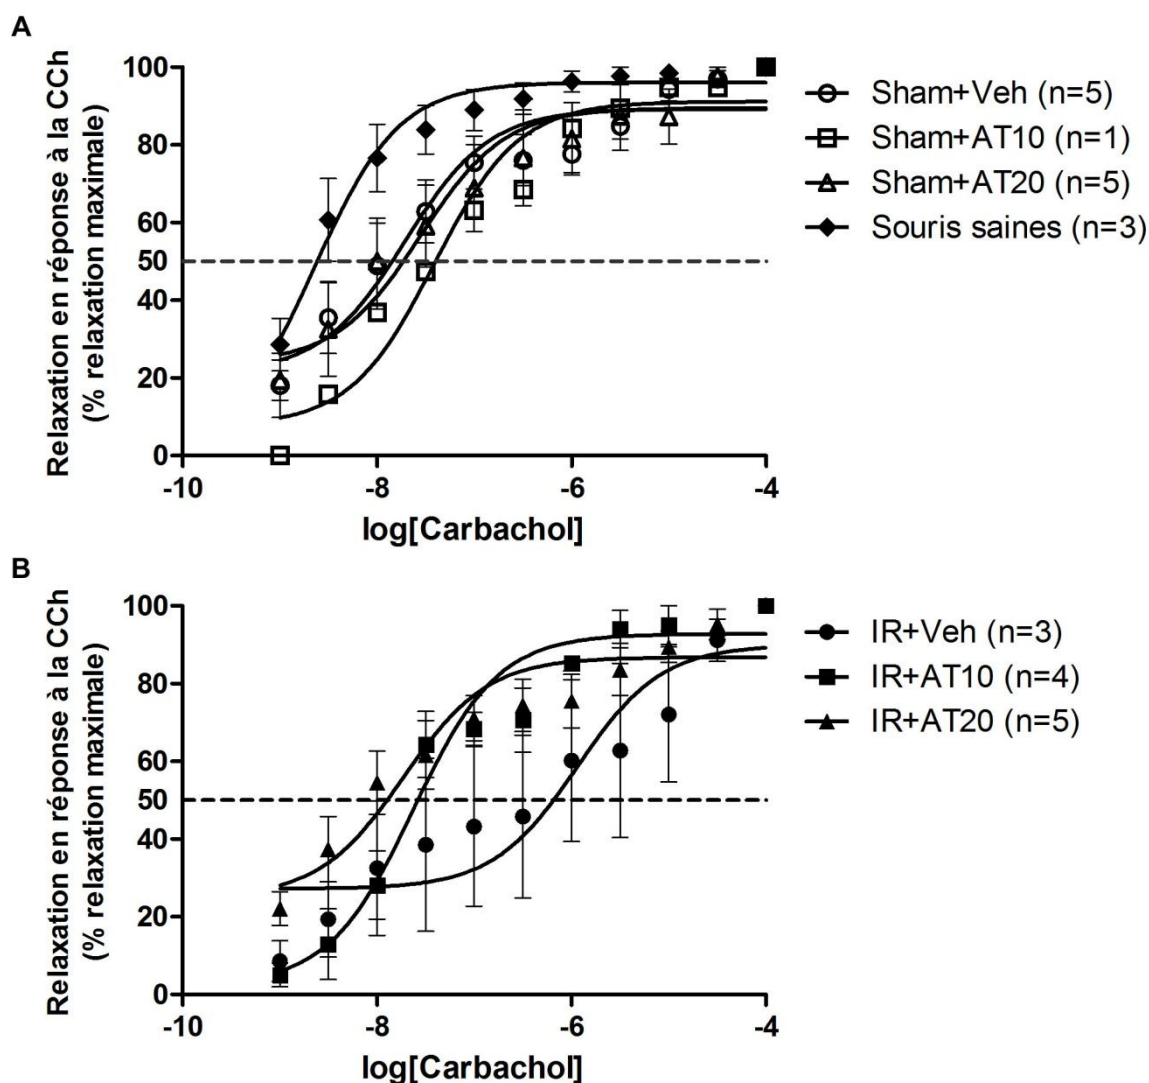 A
Relaxation en réponse à la CCh
(% relaxation maximale)
100
80
60
50
40
20
0
-10
-8
-6
-4
log[Carbachol]
Sham+Veh (n=5)
Sham+AT10 (n=1)
Sham+AT20 (n=5)
Souris saines (n=3)
B
Relaxation en réponse à la CCh
(% relaxation maximale)
100
80
60
50
40
20
0
-10
-8
-6
-4
log[Carbachol]
IR+Veh (n=3)
IR+AT10 (n=4)
IR+AT20 (n=5)